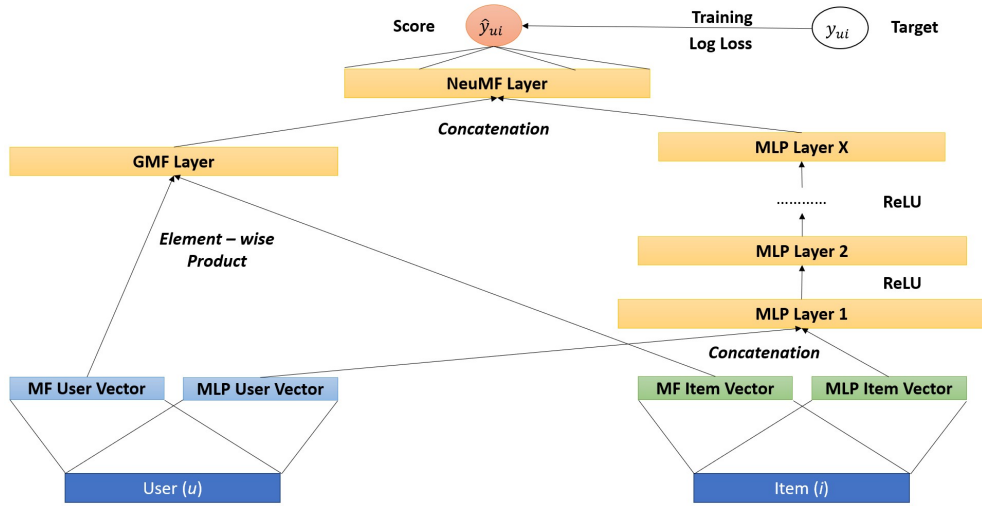 Score
ŷui
Training
Log Loss
yui
Target
NeuMF Layer
Concatenation
GMF Layer
MLP Layer X
............
ReLU
Element – wise
Product
MLP Layer 2
ReLU
MLP Layer 1
Concatenation
MF User Vector
MLP User Vector
MF Item Vector
MLP Item Vector
User (u)
Item (i)